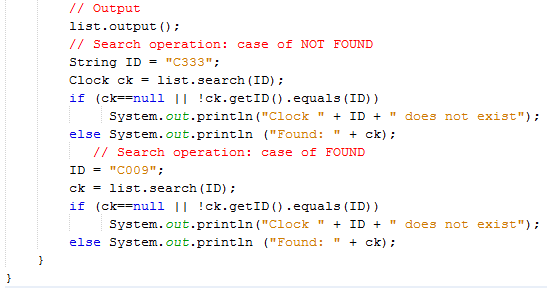 // Output
list.output();
// Search operation: case of NOT FOUND
String ID = "C333";
Clock ck = list.search(ID);
if (ck==null || !ck.getID().equals(ID))
System.out.println("Clock " + ID + " does not exist");
else System.out.println ("Found: " + ck);
// Search operation: case of FOUND
ID = "C009";
ck = list.search(ID);
if (ck==null || !ck.getID().equals(ID))
System.out.println("Clock " + ID + " does not exist");
else System.out.println ("Found: " + ck);
}
}